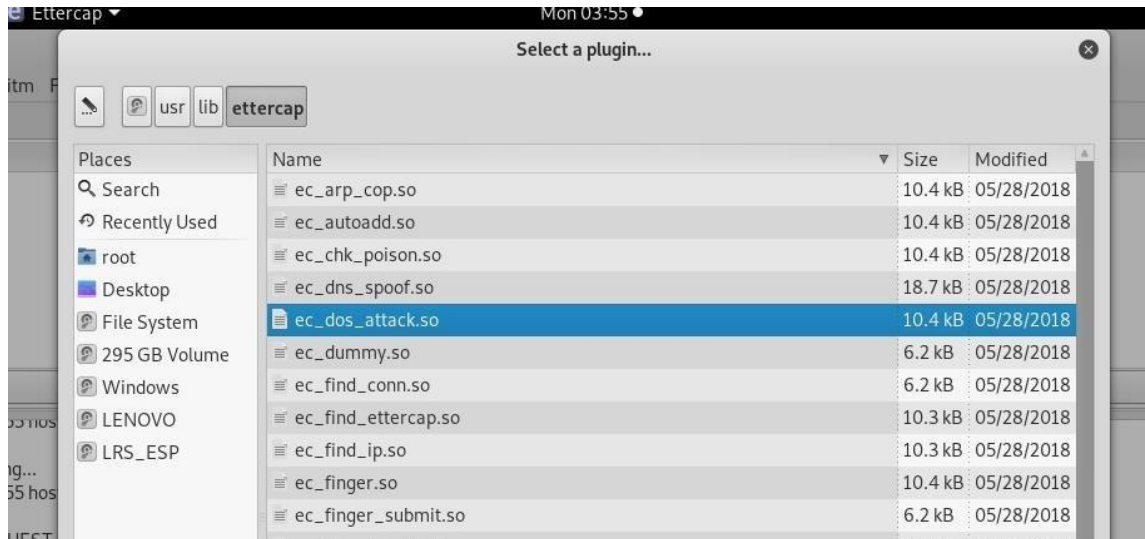 Ettercap
Mon 03:55
Select a plugin...
itm F
usr lib ettercap
Places
Name Size Modified
Search
Recently Used
root
Desktop
File System
295 GB Volume
Windows
LENOVO
LRS_ESP
ec_arp_cop.so 10.4 kB 05/28/2018
ec_autoadd.so 10.4 kB 05/28/2018
ec_chk_poison.so 10.4 kB 05/28/2018
ec_dns_spoof.so 18.7 kB 05/28/2018
ec_dos_attack.so 10.4 kB 05/28/2018
ec_dummy.so 6.2 kB 05/28/2018
ec_find_conn.so 6.2 kB 05/28/2018
ec_find_ettercap.so 10.3 kB 05/28/2018
ec_find_ip.so 10.3 kB 05/28/2018
ec_finger.so 10.4 kB 05/28/2018
ec_finger_submit.so 6.2 kB 05/28/2018
ng...
55 hos